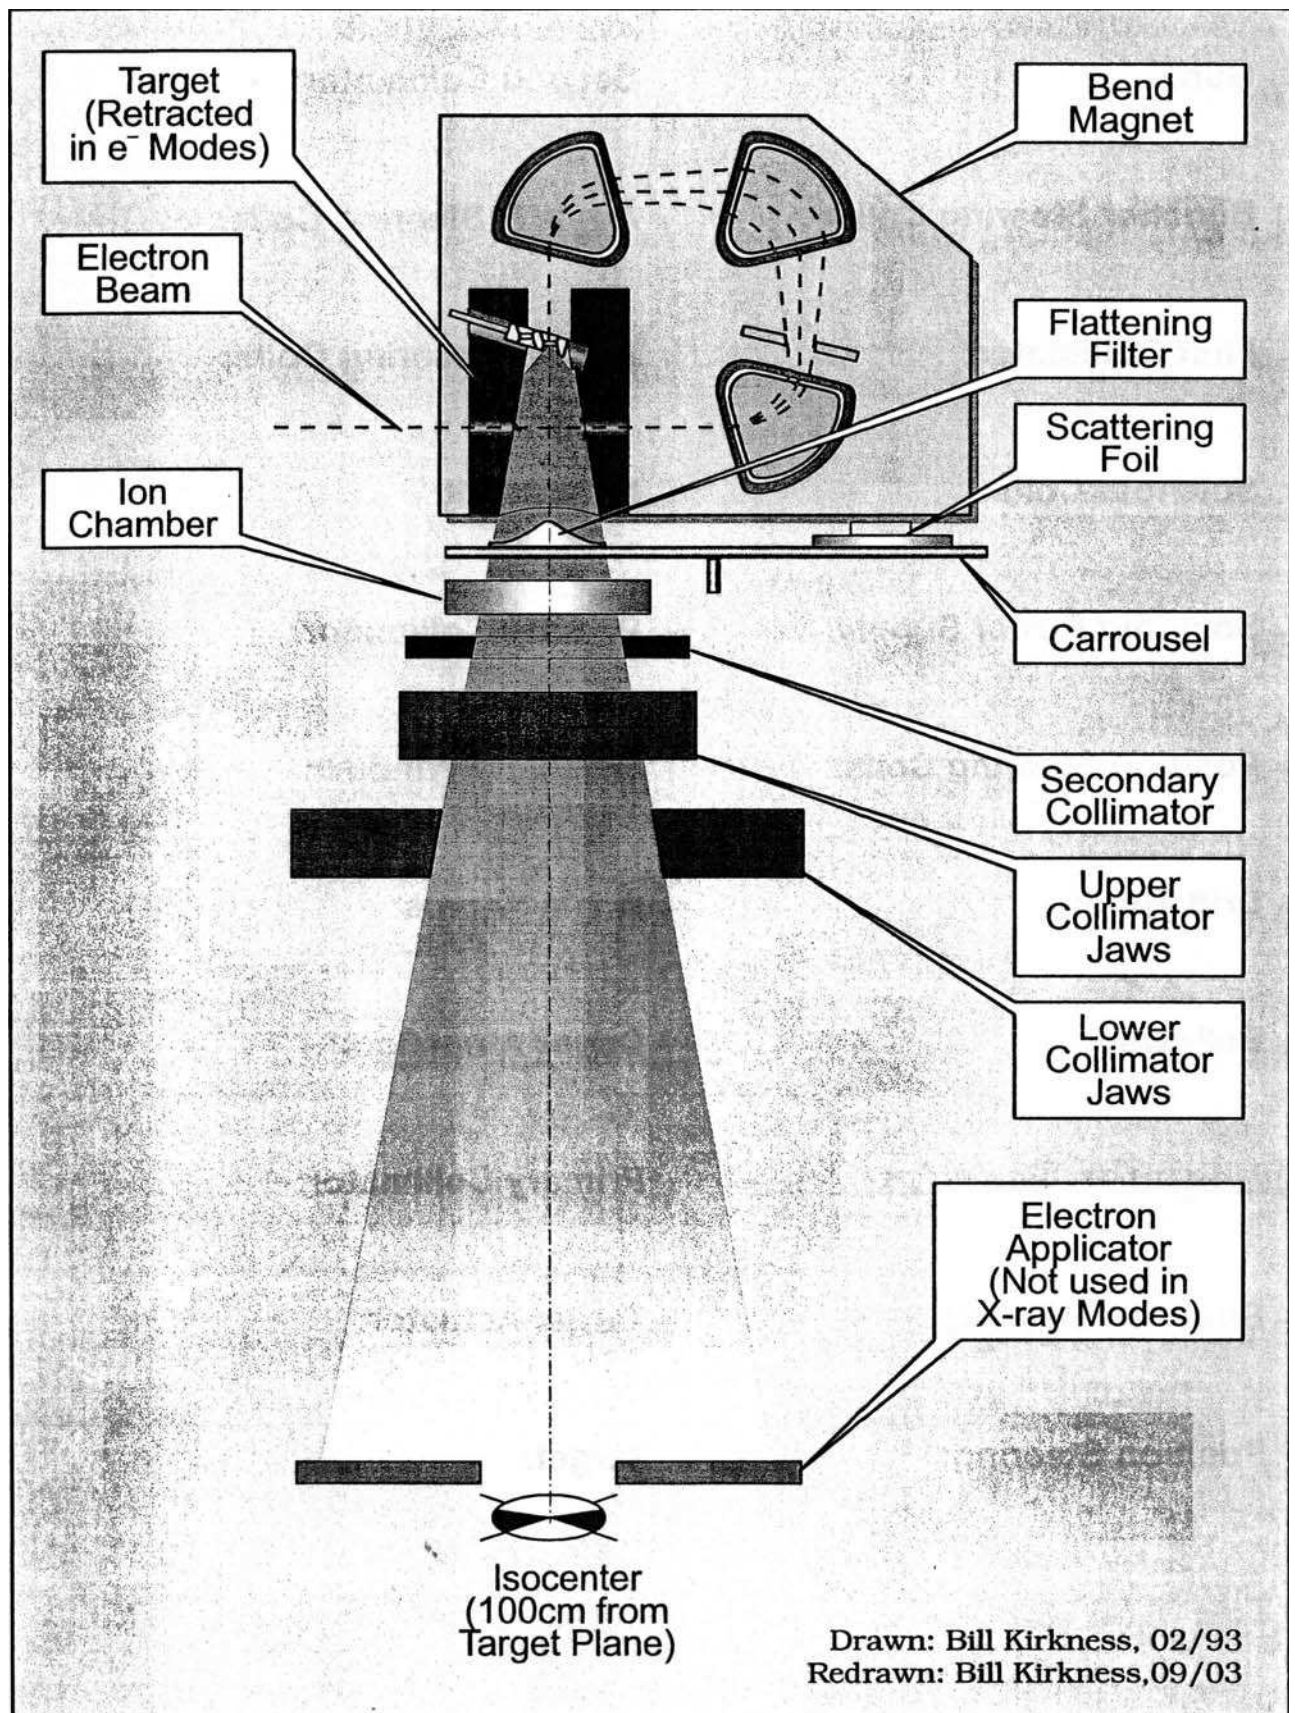 Target
(Retracted
in e⁻ Modes)
Bend
Magnet
Electron
Beam
Flattening
Filter
Scattering
Foil
Ion
Chamber
Carrousel
Secondary
Collimator
Upper
Collimator
Jaws
Lower
Collimator
Jaws
Electron
Applicator
(Not used in
X-ray Modes)
Isocenter
(100cm from
Target Plane)
Drawn: Bill Kirkness, 02/93
Redrawn: Bill Kirkness,09/03